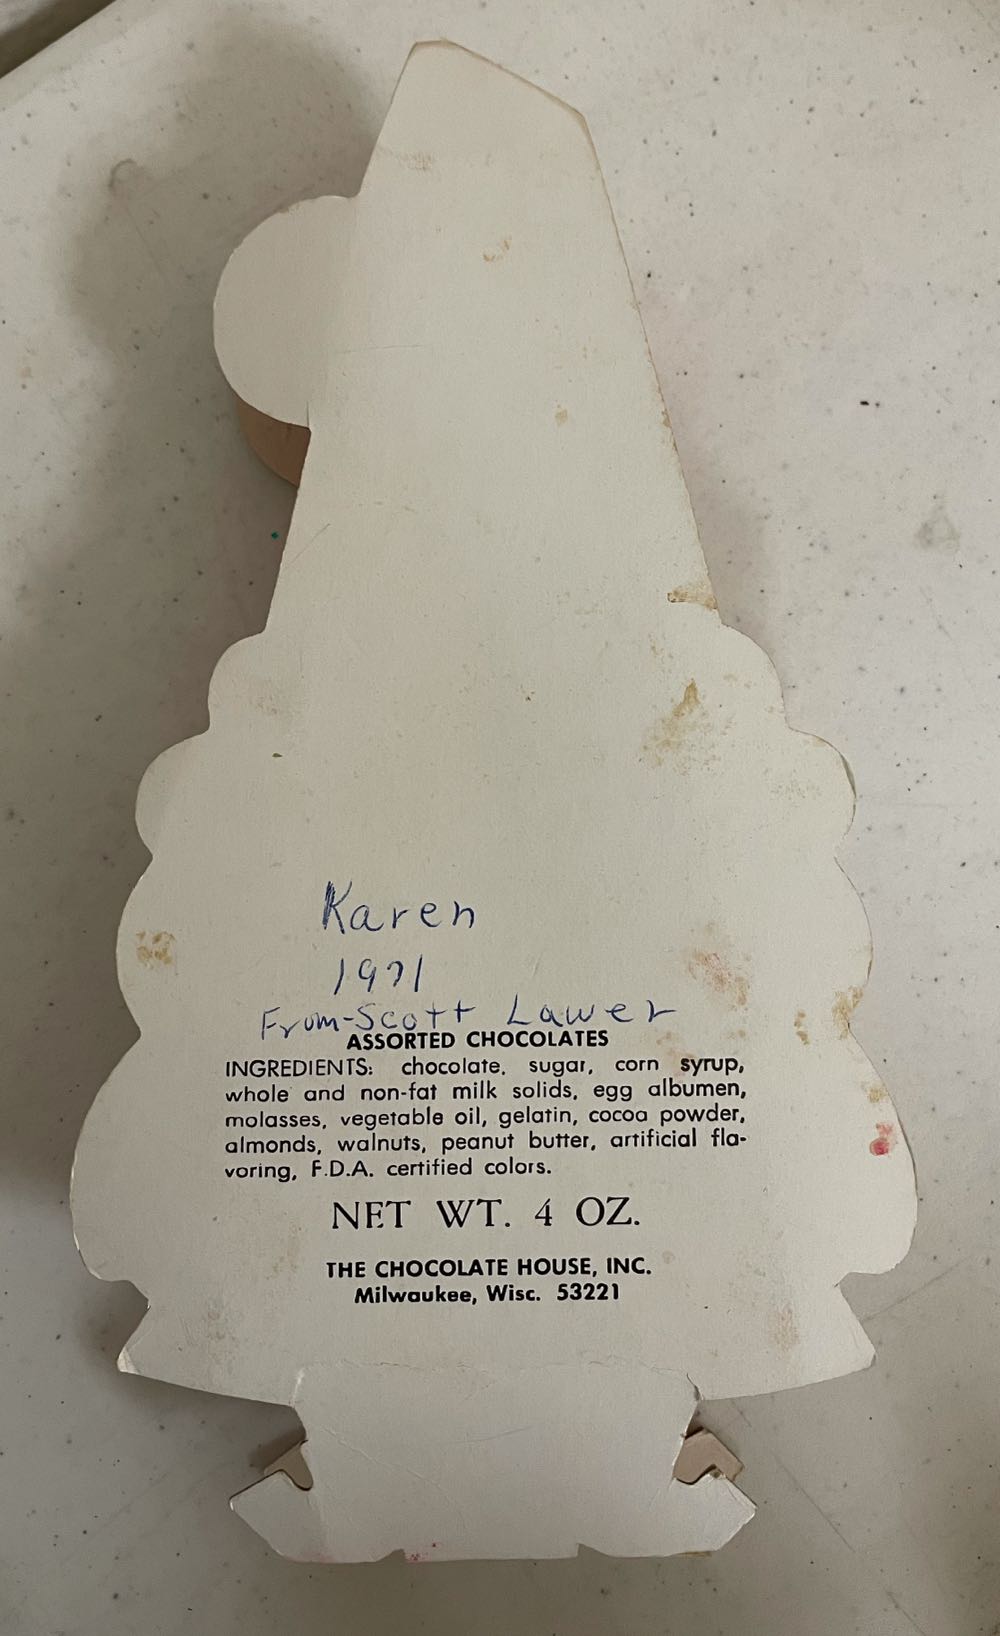 Karen
1971
From-Scott Lawer
ASSORTED CHOCOLATES
INGREDIENTS: chocolate, sugar, corn syrup,
whole and non-fat milk solids, egg albumen,
molasses, vegetable oil, gelatin, cocoa powder,
almonds, walnuts, peanut butter, artificial fla-
voring, F.D.A. certified colors.
NET WT. 4 OZ.
THE CHOCOLATE HOUSE, INC.
Milwaukee, Wisc. 53221